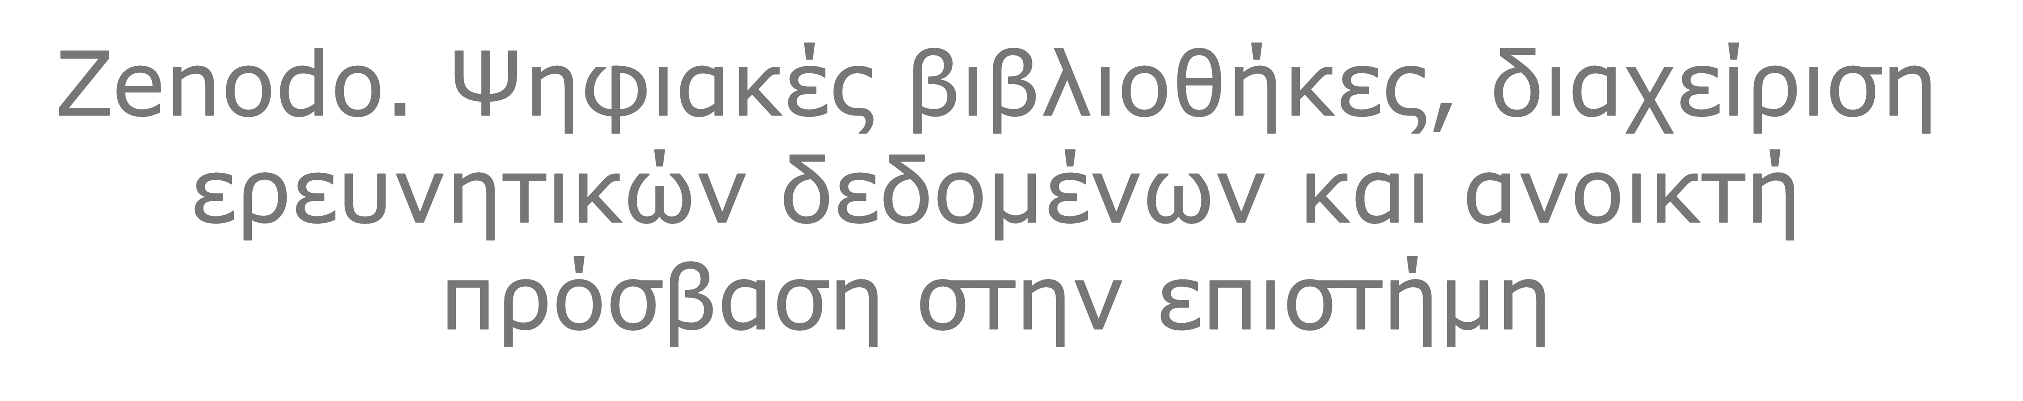 Zenodo. Ψηφιακές βιβλιοθήκες, διαχείριση
ερευνητικών δεδομένων και ανοικτή
πρόσβαση στην επιστήμη